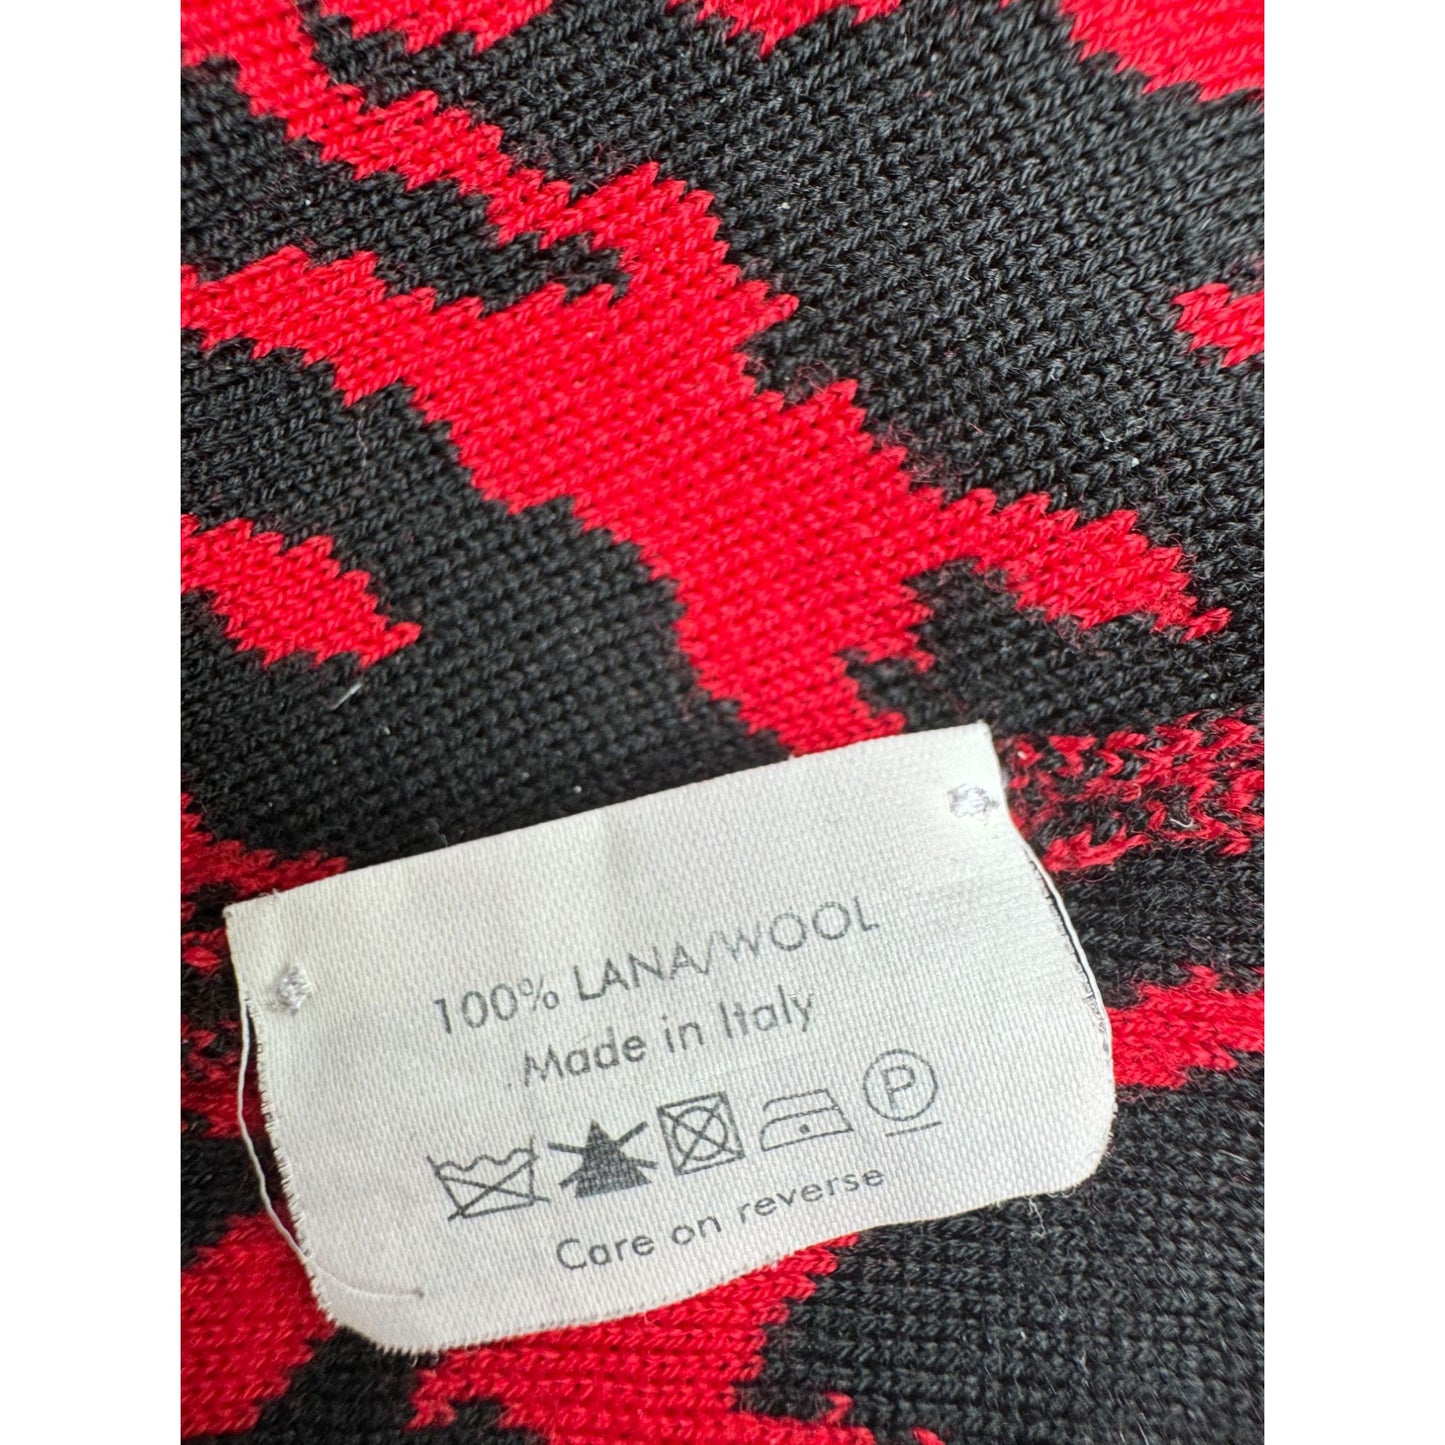 100% LANA/WOOL
Made in Italy
P
Care on reverse